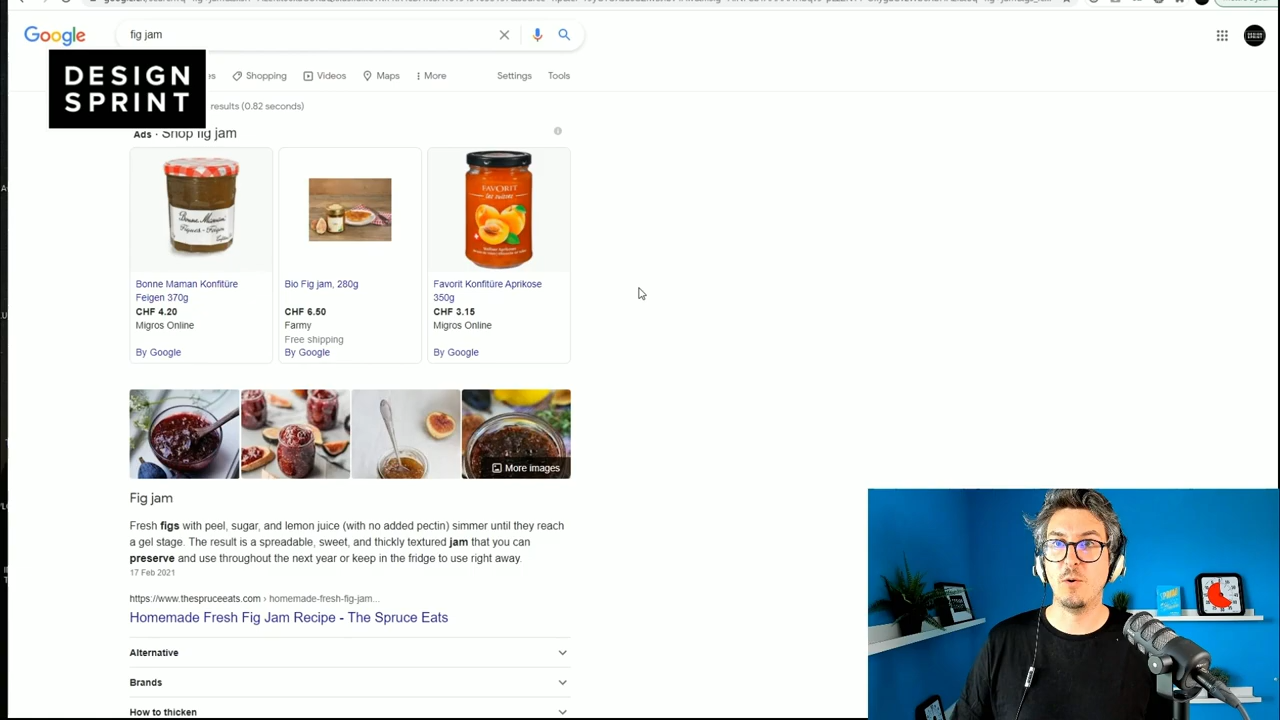 Google
fig jam
DESIGN
SPRINT
es
Shopping
Videos
Maps
More
Settings
Tools
results (0.82 seconds)
Ads · Shop fig jam
Bonne Maman
Figues - Feigen
FAVORIT
Bonne Maman Konfitüre
Feigen 370g
CHF 4.20
Migros Online
By Google
Bio Fig jam, 280g
CHF 6.50
Farmy
Free shipping
By Google
Favorit Konfitüre Aprikose
350g
CHF 3.15
Migros Online
By Google
More images
Fig jam
Fresh figs with peel, sugar, and lemon juice (with no added pectin) simmer until they reach
a gel stage. The result is a spreadable, sweet, and thickly textured jam that you can
preserve and use throughout the next year or keep in the fridge to use right away.
17 Feb 2021
https://www.thespruceeats.com › homemade-fresh-fig-jam...
Homemade Fresh Fig Jam Recipe - The Spruce Eats
Alternative
Brands
How to thicken